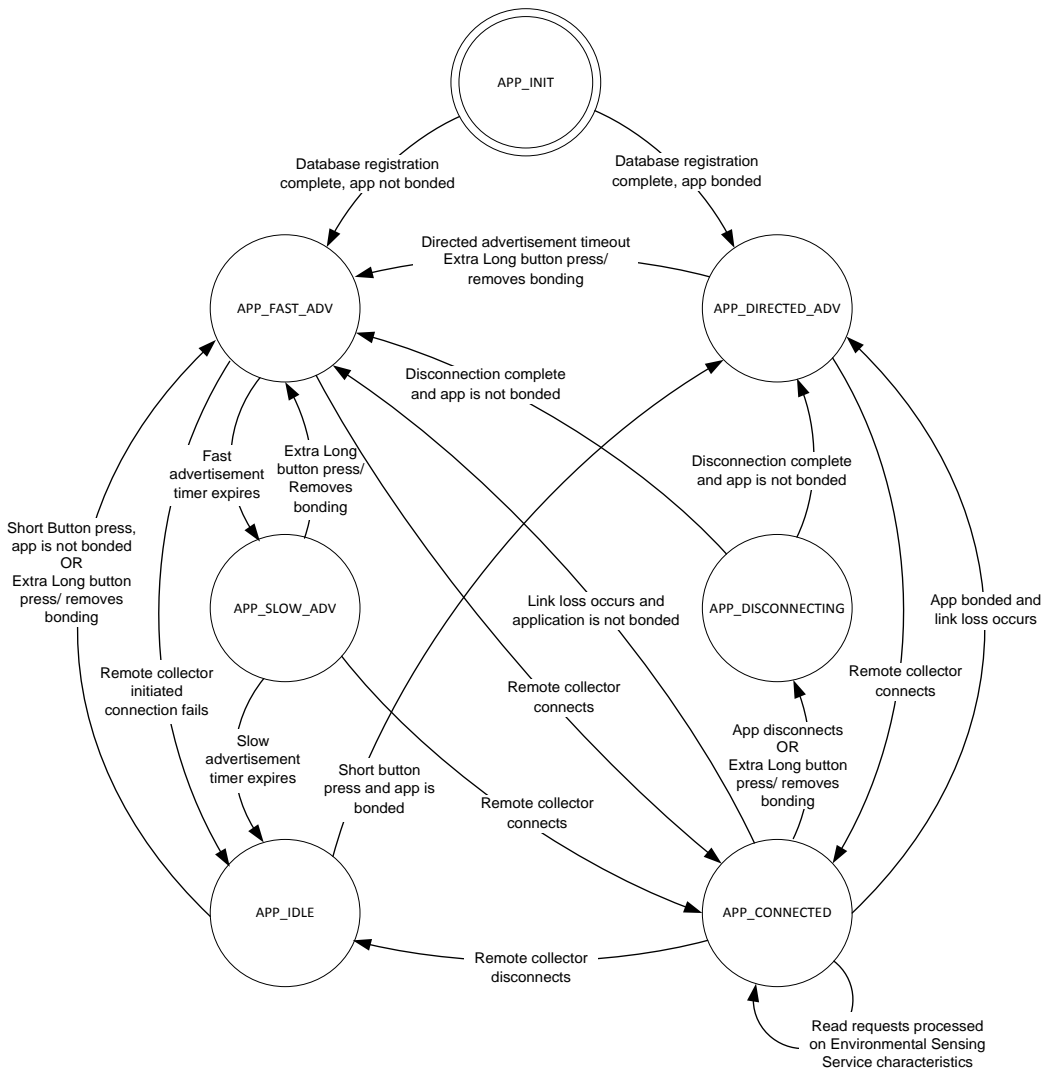 APP_INIT
Database registration
complete, app not bonded
Database registration
complete, app bonded
Directed advertisement timeout
Extra Long button press/
removes bonding
APP_FAST_ADV
APP_DIRECTED_ADV
Disconnection complete
and app is not bonded
Fast
advertisement
timer expires
Extra Long
button press/
Removes
bonding
Disconnection complete
and app is not bonded
Short Button press,
app is not bonded
OR
Extra Long button
press/ removes
bonding
APP_SLOW_ADV
Link loss occurs and
application is not bonded
APP_DISCONNECTING
App bonded and
link loss occurs
Remote collector
initiated
connection fails
Remote collector
connects
Remote collector
connects
Slow
advertisement
timer expires
Short button
press and app is
bonded
App disconnects
OR
Extra Long button
press/ removes
bonding
Remote collector
connects
APP_IDLE
APP_CONNECTED
Remote collector
disconnects
Read requests processed
on Environmental Sensing
Service characteristics